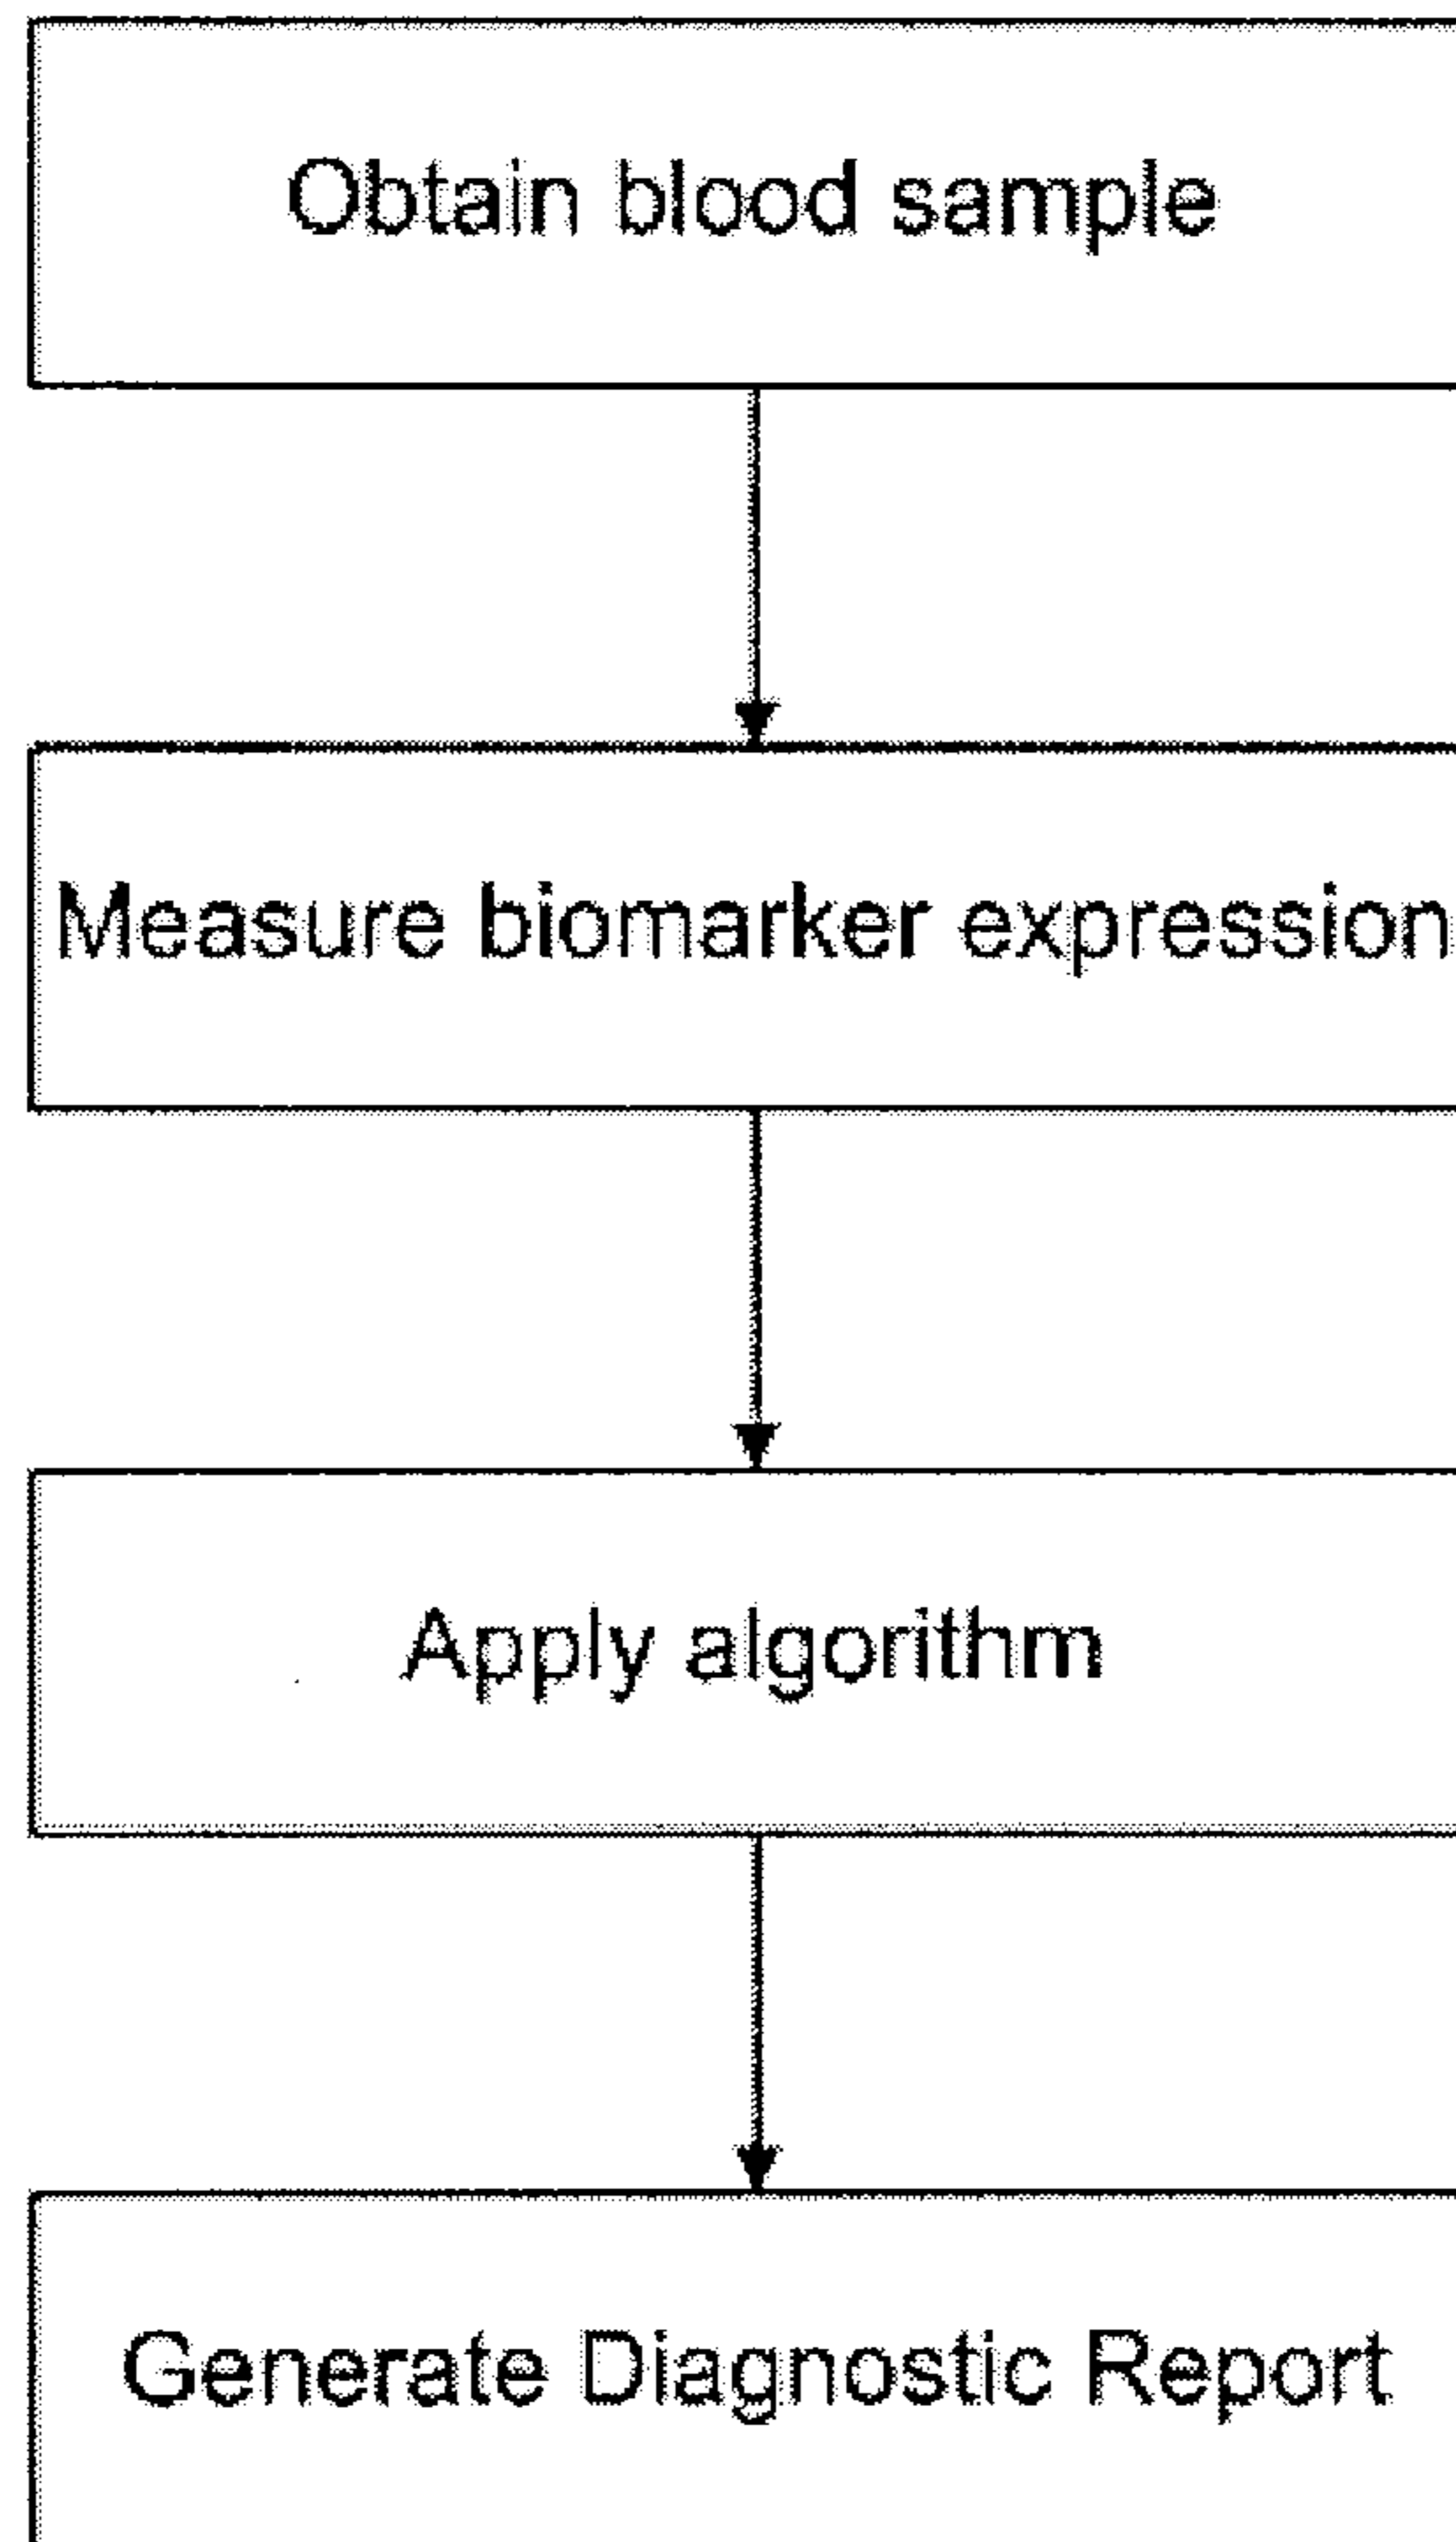 Obtain blood sample
Measure biomarker expression
Apply algorithm
Generate Diagnostic Report